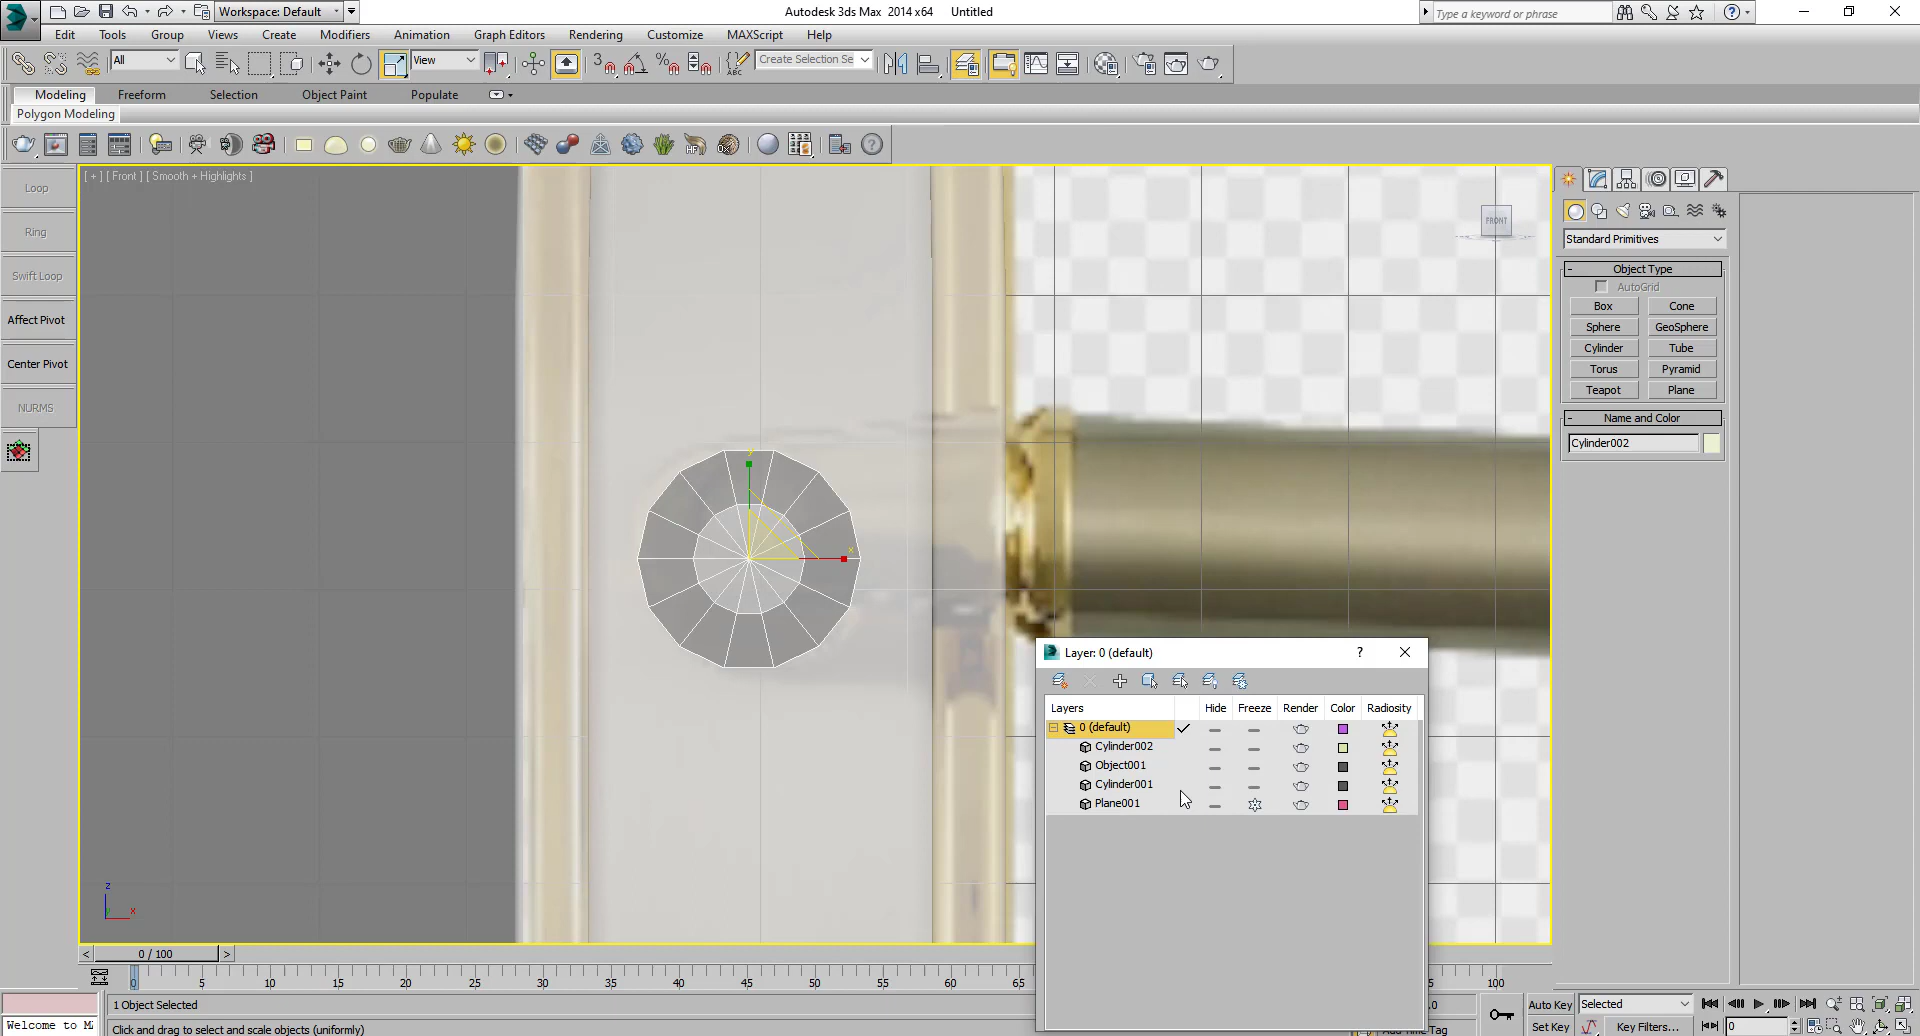 Workspace: Default
Autodesk 3ds Max 2014 x64 Untitled
Type a keyword or phrase
Edit Tools Group Views Create Modifiers Animation Graph Editors Rendering Customize MAXScript Help
All
View
3
Create Selection Se
Modeling Freeform Selection Object Paint Populate
Polygon Modeling
[ + ] [ Front ] [ Smooth + Highlights ]
Loop
Ring
Swift Loop
Affect Pivot
Center Pivot
NURMS
FRONT
Standard Primitives
- Object Type
AutoGrid
Box Cone
Sphere GeoSphere
Cylinder Tube
Torus Pyramid
Teapot Plane
- Name and Color
Cylinder002
y
x
z
x
Layer: 0 (default)
?
Layers Hide Freeze Render Color Radiosity
0 (default)
Cylinder002
Object001
Cylinder001
Plane001
< 0 / 100 >
0 5 10 15 20 25 30 35 40 45 50 55 60 65 100
1 Object Selected
Welcome to
Click and drag to select and scale objects (uniformly)
Auto Key Selected
Set Key Key Filters... 0